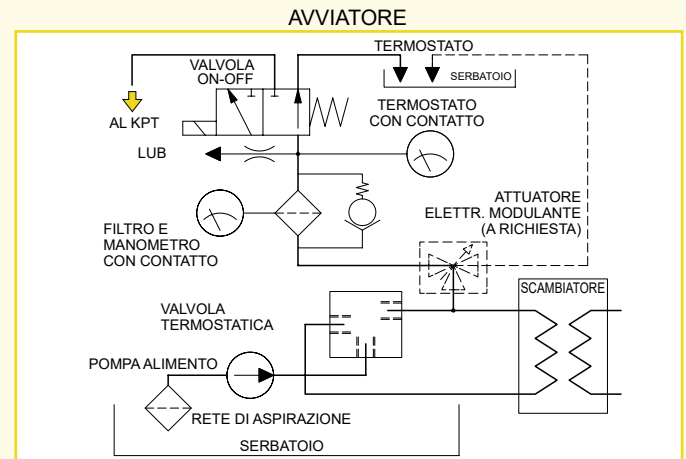 AVVIATORE
TERMOSTATO
VALVOLA
ON-OFF
SERBATOIO
AL KPT
TERMOSTATO
CON CONTATTO
LUB
ATTUATORE
ELETTR. MODULANTE
(A RICHIESTA)
FILTRO E
MANOMETRO
CON CONTATTO
SCAMBIATORE
VALVOLA
TERMOSTATICA
POMPA ALIMENTO
RETE DI ASPIRAZIONE
SERBATOIO